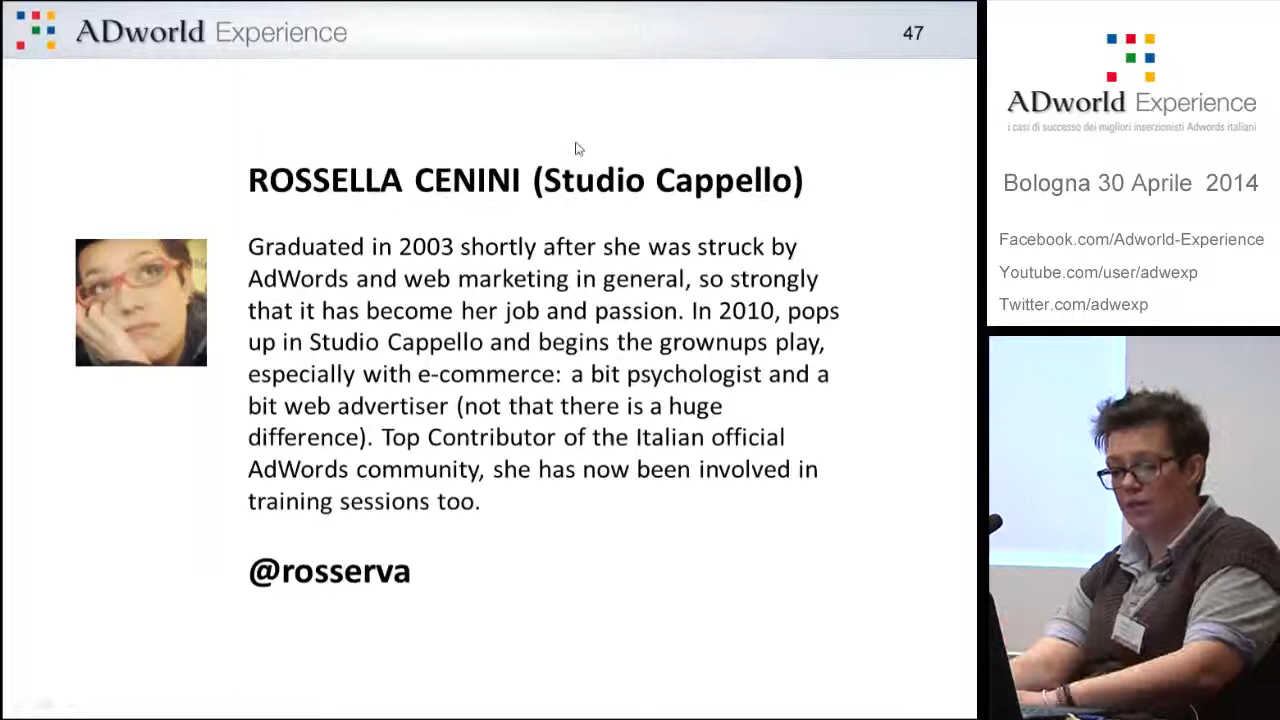 ADworld Experience
47
ROSSELLA CENINI (Studio Cappello)
Graduated in 2003 shortly after she was struck by
AdWords and web marketing in general, so strongly
that it has become her job and passion. In 2010, pops
up in Studio Cappello and begins the grownups play,
especially with e-commerce: a bit psychologist and a
bit web advertiser (not that there is a huge
difference). Top Contributor of the Italian official
AdWords community, she has now been involved in
training sessions too.
@rosserva
ADworld Experience
i casi di successo dei migliori inserzionisti Adwords italiani
Bologna 30 Aprile 2014
Facebook.com/Adworld-Experience
Youtube.com/user/adwexp
Twitter.com/adwexp